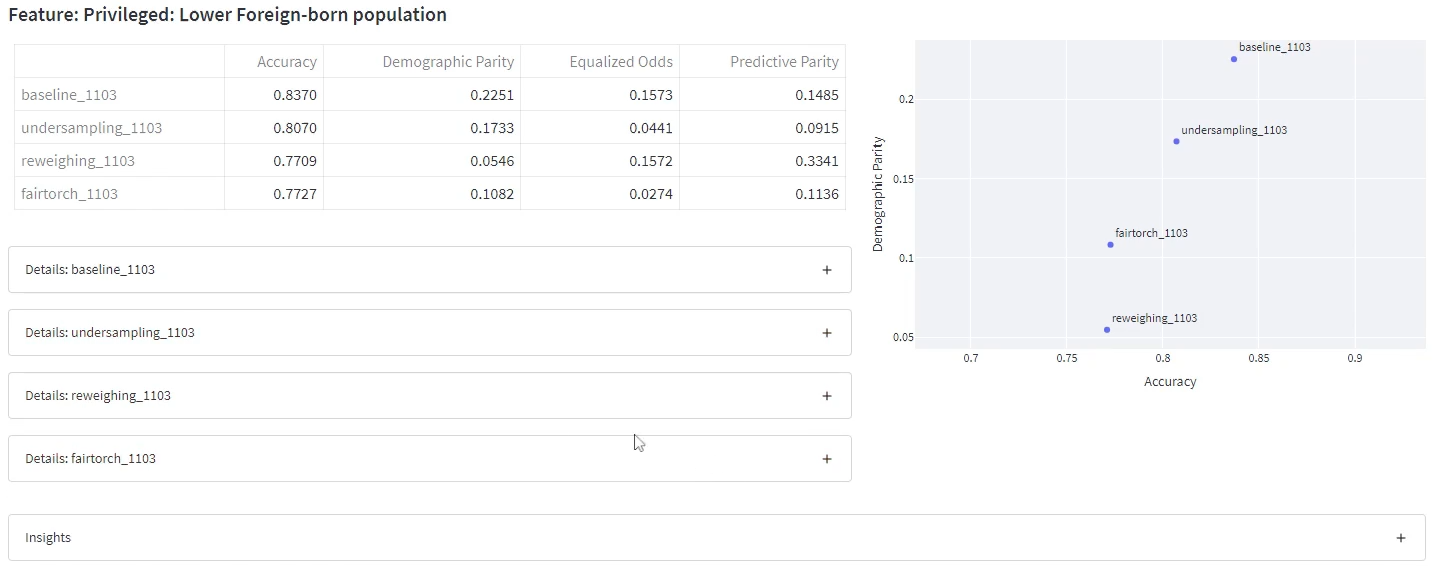 Feature: Privileged: Lower Foreign-born population
Accuracy Demographic Parity Equalized Odds Predictive Parity
baseline_1103 0.8370 0.2251 0.1573 0.1485
undersampling_1103 0.8070 0.1733 0.0441 0.0915
reweighing_1103 0.7709 0.0546 0.1572 0.3341
fairtorch_1103 0.7727 0.1082 0.0274 0.1136
Details: baseline_1103 +
Details: undersampling_1103 +
Details: reweighing_1103 +
Details: fairtorch_1103 +
baseline_1103
0.2
undersampling_1103
0.15
Demographic Parity
fairtorch_1103
0.1
reweighing_1103
0.05
0.7 0.75 0.8 0.85 0.9
Accuracy
Insights +